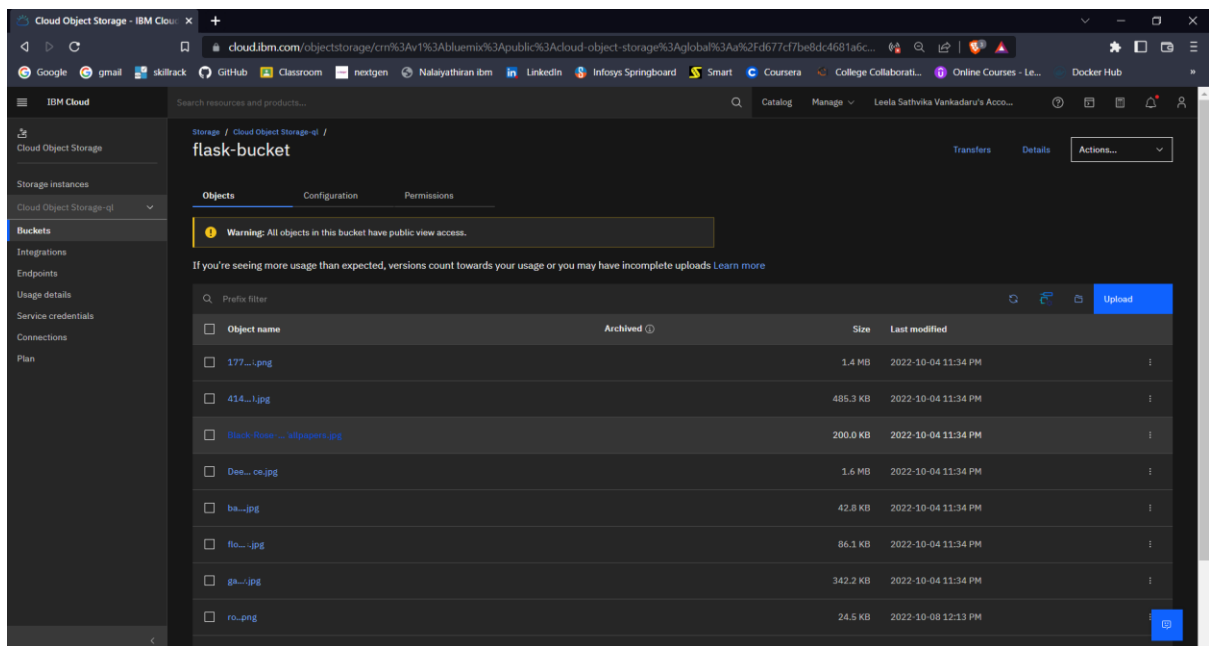 Cloud Object Storage - IBM Clou
cloud.ibm.com/objectstorage/crn%3Av1%3Abluemix%3Apublic%3Acloud-object-storage%3Aglobal%3Aa%2Fd677cf7be8dc4681a6c...
Google gmail skillrack GitHub Classroom nextgen Nalaiyathiran ibm LinkedIn Infosys Springboard Smart Coursera College Collaborati... Online Courses - Le... Docker Hub »
IBM Cloud Search resources and products... Catalog Manage Leela Sathvika Vankadaru's Acco...
Cloud Object Storage
Storage instances
Cloud Object Storage-ql
Buckets
Integrations
Endpoints
Usage details
Service credentials
Connections
Plan
Storage / Cloud Object Storage-ql /
flask-bucket
Transfers Details Actions...
Objects Configuration Permissions
Warning: All objects in this bucket have public view access.
If you're seeing more usage than expected, versions count towards your usage or you may have incomplete uploads Learn more
Prefix filter Upload
Object name Archived Size Last modified
177... .png 1.4 MB 2022-10-04 11:34 PM
414... .jpg 485.3 KB 2022-10-04 11:34 PM
Black-Rose-... allpapers.jpg 200.0 KB 2022-10-04 11:34 PM
Dee... ce.jpg 1.6 MB 2022-10-04 11:34 PM
ba....jpg 42.8 KB 2022-10-04 11:34 PM
flo... .jpg 86.1 KB 2022-10-04 11:34 PM
ga... .jpg 342.2 KB 2022-10-04 11:34 PM
ro...png 24.5 KB 2022-10-08 12:13 PM